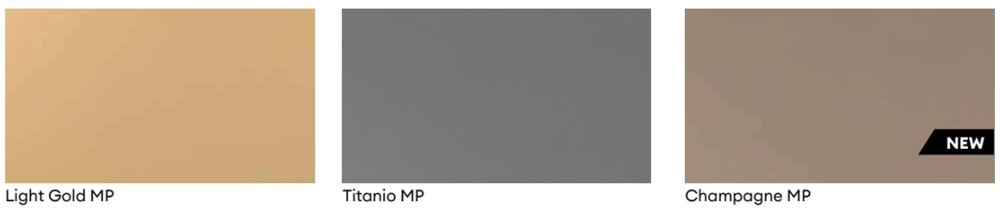 NEW
Light Gold MP
Titanio MP
Champagne MP